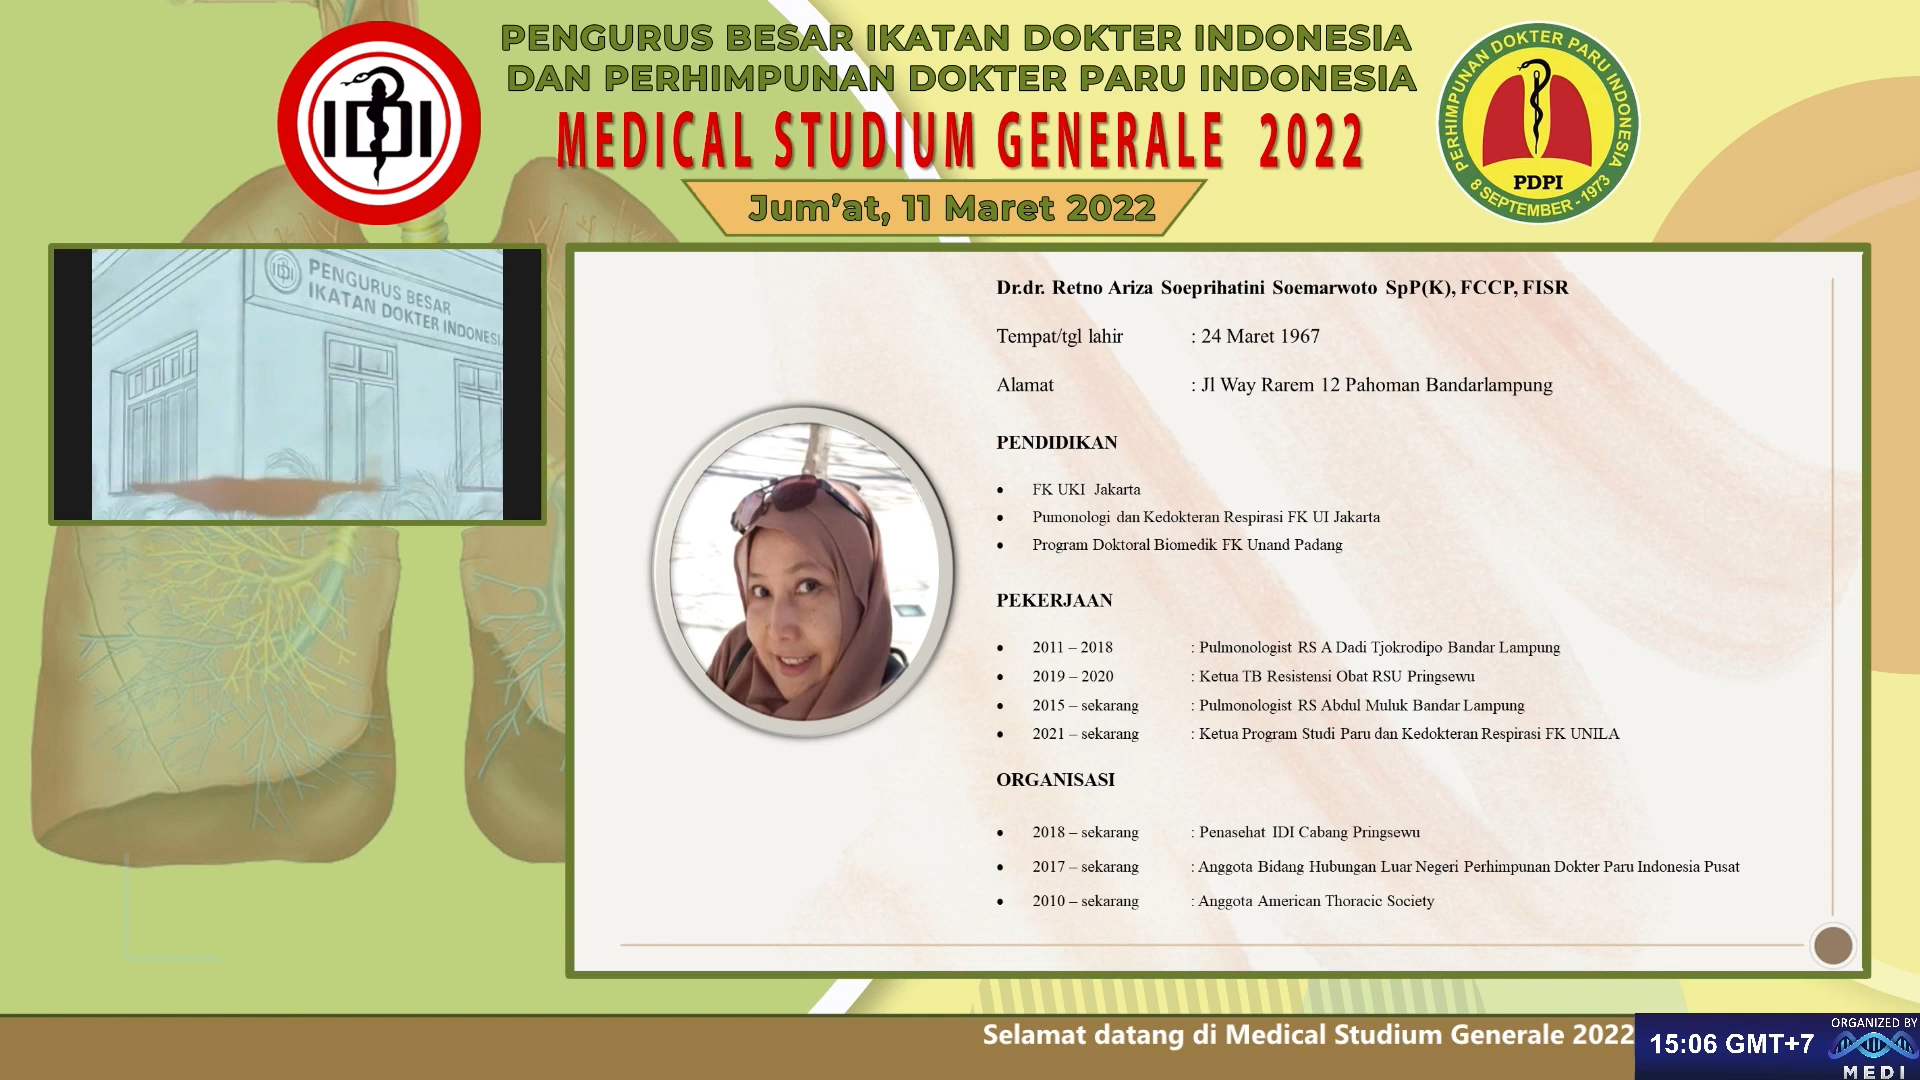 PENGURUS BESAR IKATAN DOKTER INDONESIA
DAN PERHIMPUNAN DOKTER PARU INDONESIA
MEDICAL STUDIUM GENERALE 2022
Jum'at, 11 Maret 2022
IDI
PERHIMPUNAN DOKTER PARU INDONESIA
PDPI
8 SEPTEMBER - 1973
IDI
PENGURUS BESAR
IKATAN DOKTER INDONESIA
Dr.dr. Retno Ariza Soeprihatini Soemarwoto SpP(K), FCCP, FISR
Tempat/tgl lahir : 24 Maret 1967
Alamat : Jl Way Rarem 12 Pahoman Bandarlampung
PENDIDIKAN
• FK UKI Jakarta
• Pumonologi dan Kedokteran Respirasi FK UI Jakarta
• Program Doktoral Biomedik FK Unand Padang
PEKERJAAN
• 2011 – 2018 : Pulmonologist RS A Dadi Tjokrodipo Bandar Lampung
• 2019 – 2020 : Ketua TB Resistensi Obat RSU Pringsewu
• 2015 – sekarang : Pulmonologist RS Abdul Muluk Bandar Lampung
• 2021 – sekarang : Ketua Program Studi Paru dan Kedokteran Respirasi FK UNILA
ORGANISASI
• 2018 – sekarang : Penasehat IDI Cabang Pringsewu
• 2017 – sekarang : Anggota Bidang Hubungan Luar Negeri Perhimpunan Dokter Paru Indonesia Pusat
• 2010 – sekarang : Anggota American Thoracic Society
Selamat datang di Medical Studium Generale 2022
15:06 GMT+7
ORGANIZED BY
MEDI